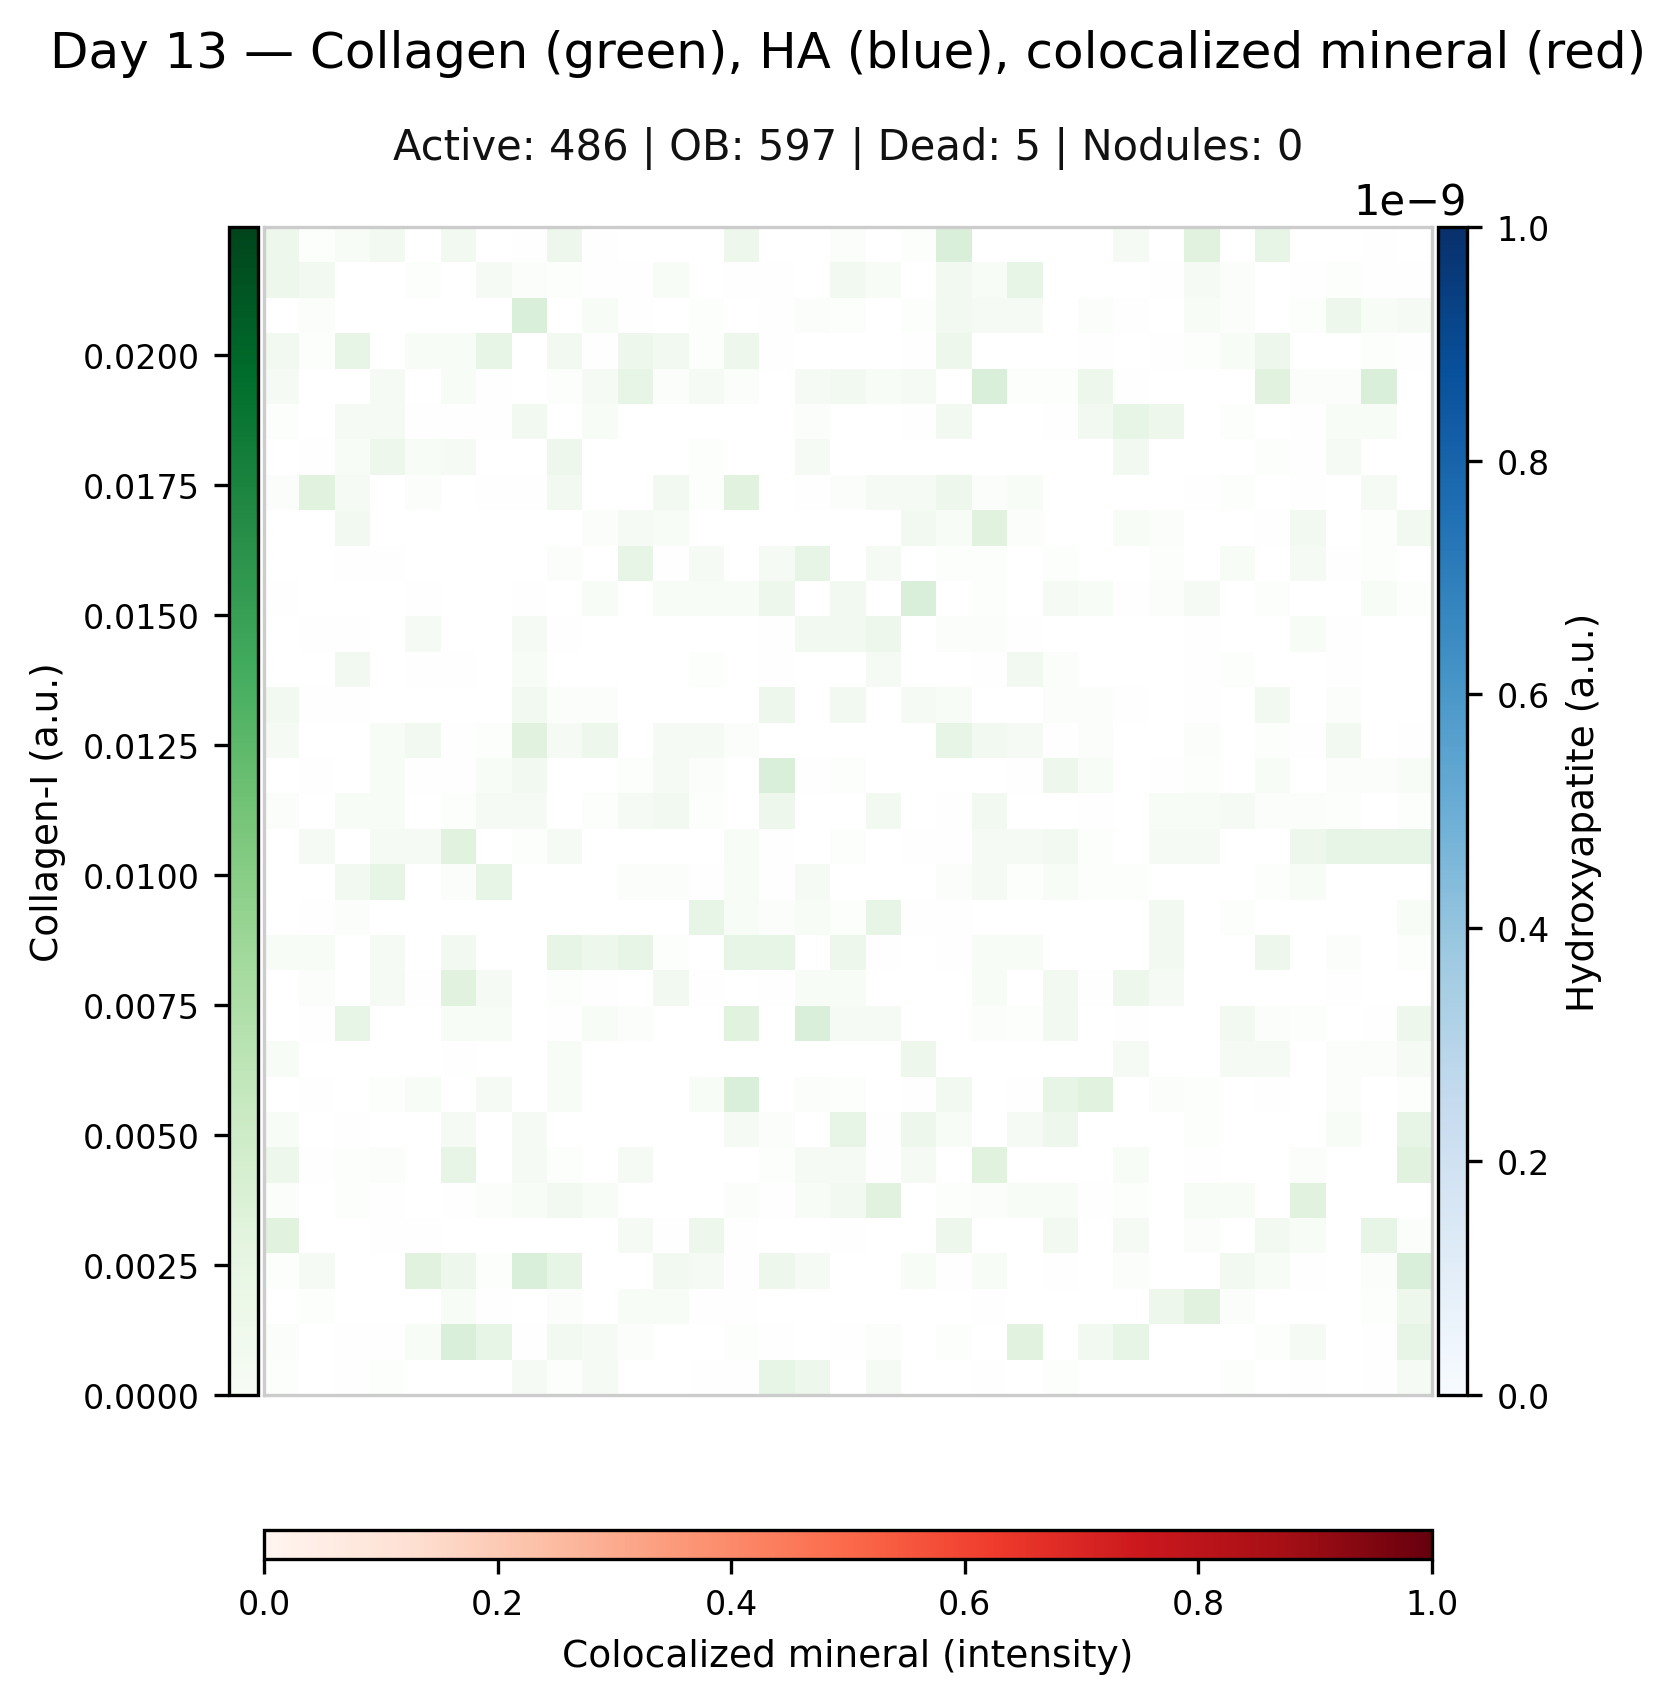 Day 13 — Collagen (green), HA (blue), colocalized mineral (red)
Active: 486 | OB: 597 | Dead: 5 | Nodules: 0
1e−9
Collagen-I (a.u.)
0.0200
0.0175
0.0150
0.0125
0.0100
0.0075
0.0050
0.0025
0.0000
1.0
0.8
0.6
0.4
0.2
0.0
Hydroxyapatite (a.u.)
0.0 0.2 0.4 0.6 0.8 1.0
Colocalized mineral (intensity)